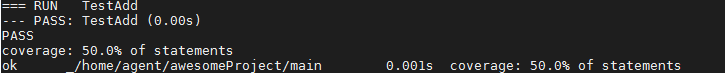 === RUN   TestAdd
--- PASS: TestAdd (0.00s)
PASS
coverage: 50.0% of statements
ok      _/home/agent/awesomeProject/main        0.001s  coverage: 50.0% of statements